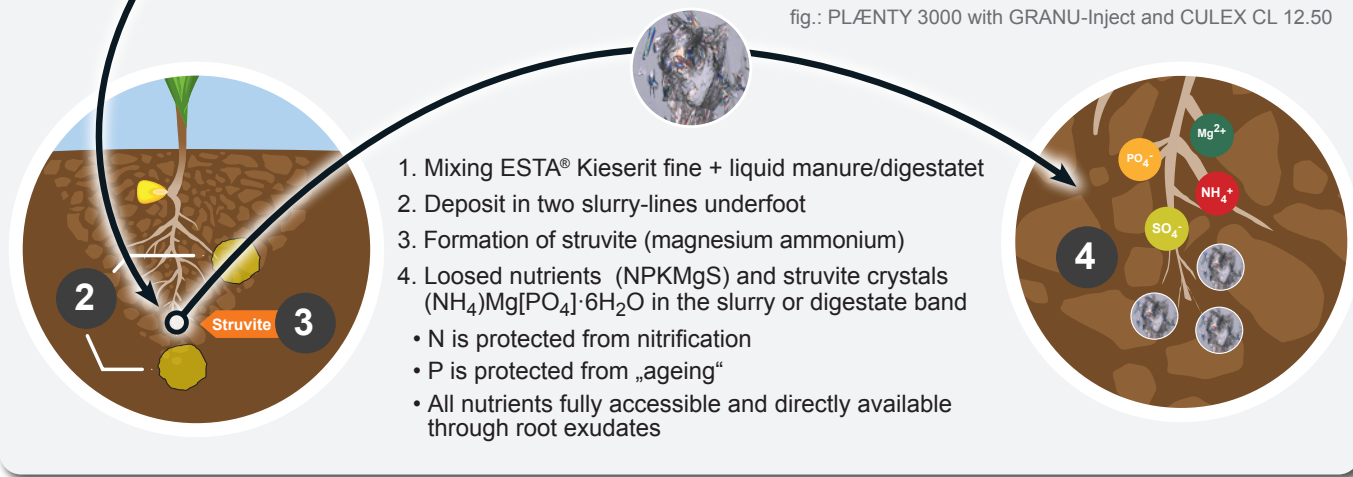 fig.: PLÆNTY 3000 with GRANU-Inject and CULEX CL 12.50
1. Mixing ESTA® Kieserit fine + liquid manure/digestatet
2. Deposit in two slurry-lines underfoot
3. Formation of struvite (magnesium ammonium)
4. Loosed nutrients (NPKMgS) and struvite crystals
(NH₄)Mg[PO₄]·6H₂O in the slurry or digestate band
• N is protected from nitrification
• P is protected from „ageing“
• All nutrients fully accessible and directly available
through root exudates
2
Struvite
3
4
Mg²⁺
PO₄⁻
NH₄⁺
SO₄⁻